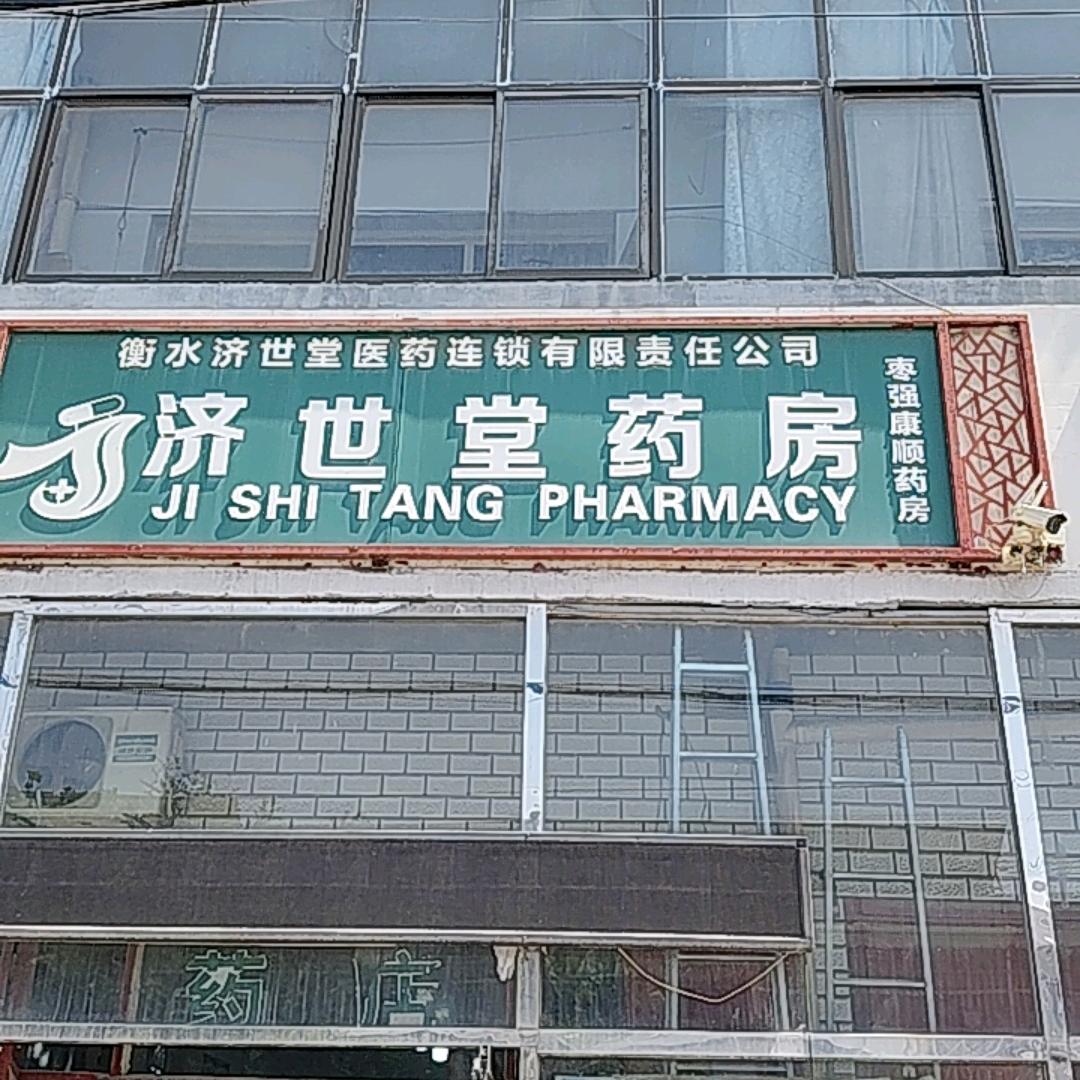 衡水济世堂医药连锁有限责任公司
济世堂药房
JI SHI TANG PHARMACY
枣强康顺药房
药店